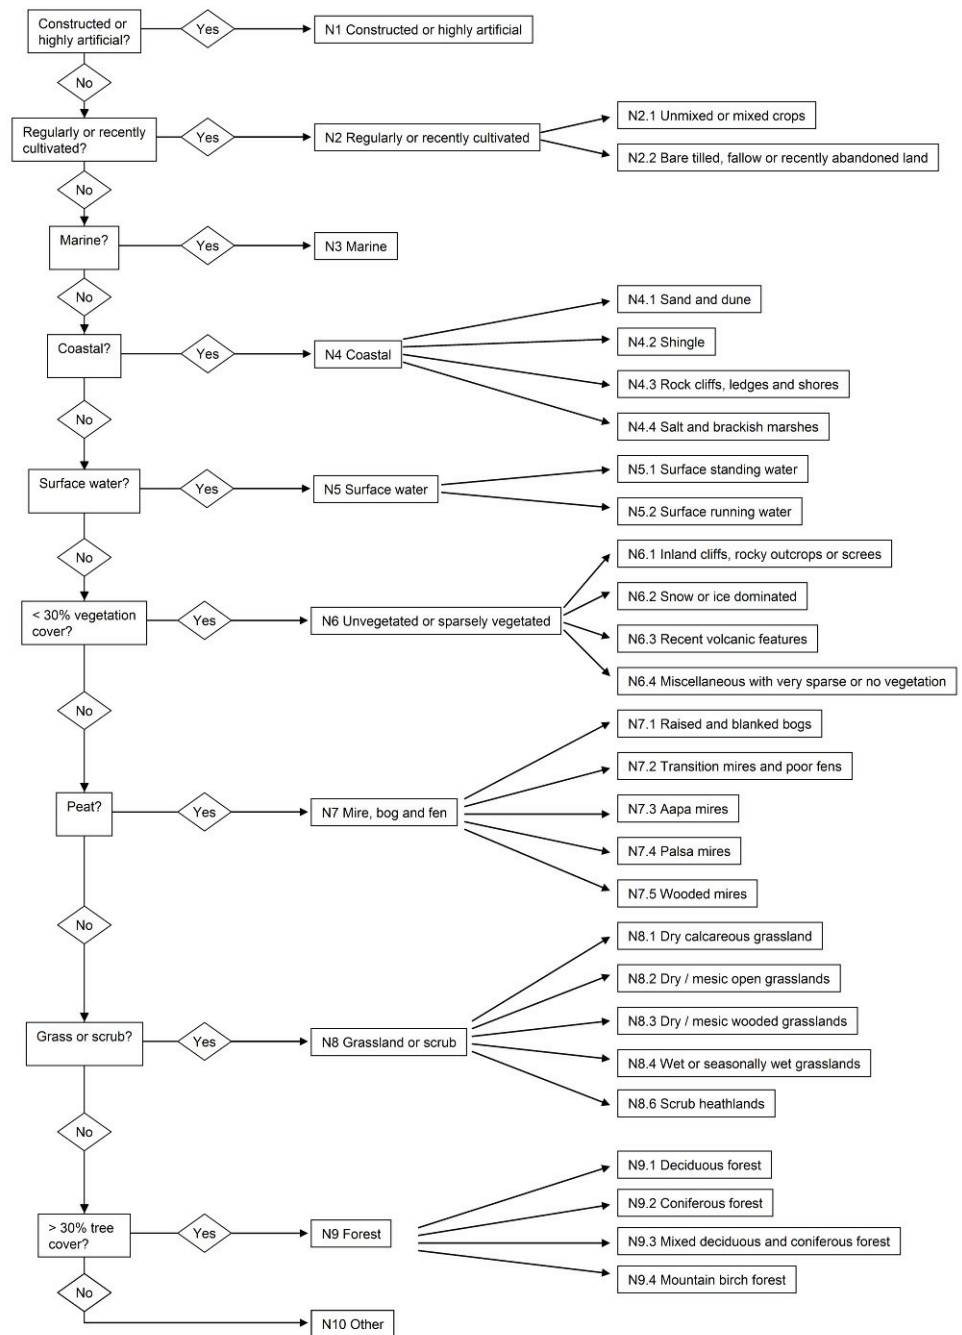 Constructed or
highly artificial?
Yes
N1 Constructed or highly artificial
No
Regularly or recently
cultivated?
Yes
N2 Regularly or recently cultivated
N2.1 Unmixed or mixed crops
N2.2 Bare tilled, fallow or recently abandoned land
No
Marine?
Yes
N3 Marine
No
Coastal?
Yes
N4 Coastal
N4.1 Sand and dune
N4.2 Shingle
N4.3 Rock cliffs, ledges and shores
N4.4 Salt and brackish marshes
No
Surface water?
Yes
N5 Surface water
N5.1 Surface standing water
N5.2 Surface running water
No
< 30% vegetation
cover?
Yes
N6 Unvegetated or sparsely vegetated
N6.1 Inland cliffs, rocky outcrops or screes
N6.2 Snow or ice dominated
N6.3 Recent volcanic features
N6.4 Miscellaneous with very sparse or no vegetation
No
Peat?
Yes
N7 Mire, bog and fen
N7.1 Raised and blanked bogs
N7.2 Transition mires and poor fens
N7.3 Aapa mires
N7.4 Palsa mires
N7.5 Wooded mires
No
Grass or scrub?
Yes
N8 Grassland or scrub
N8.1 Dry calcareous grassland
N8.2 Dry / mesic open grasslands
N8.3 Dry / mesic wooded grasslands
N8.4 Wet or seasonally wet grasslands
N8.6 Scrub heathlands
No
> 30% tree
cover?
Yes
N9 Forest
N9.1 Deciduous forest
N9.2 Coniferous forest
N9.3 Mixed deciduous and coniferous forest
N9.4 Mountain birch forest
No
N10 Other